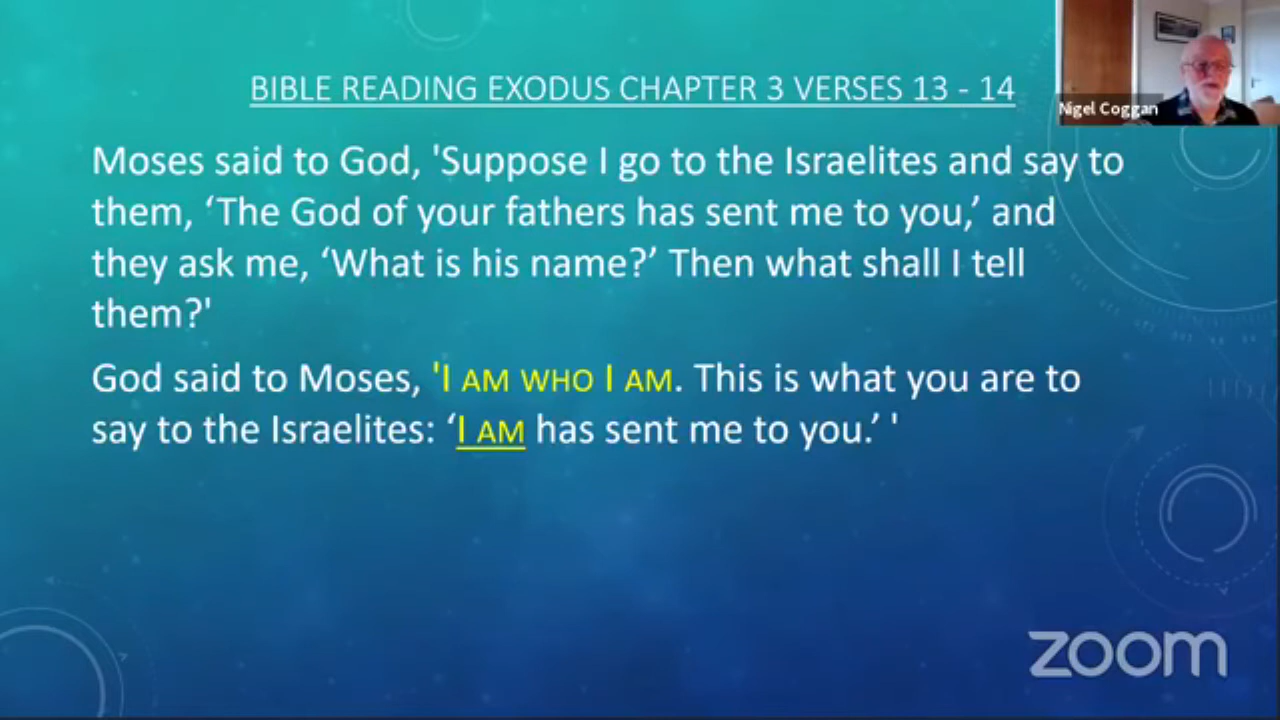 BIBLE READING EXODUS CHAPTER 3 VERSES 13 - 14
Nigel Coggan
Moses said to God, 'Suppose I go to the Israelites and say to
them, ‘The God of your fathers has sent me to you,’ and
they ask me, ‘What is his name?’ Then what shall I tell
them?'
God said to Moses, 'I AM WHO I AM. This is what you are to
say to the Israelites: ‘I AM has sent me to you.’ '
zoom